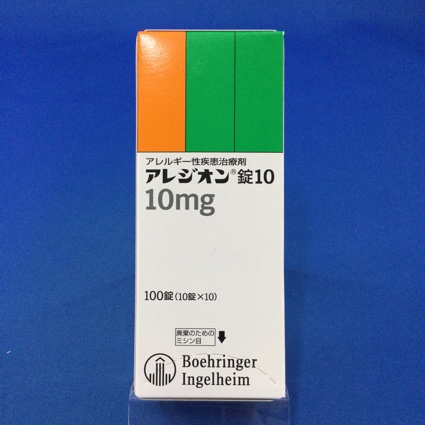 アレルギー性疾患治療剤
アレジオン®錠10
10mg
100錠(10錠×10)
廃棄のための
ミシン目
Boehringer
Ingelheim